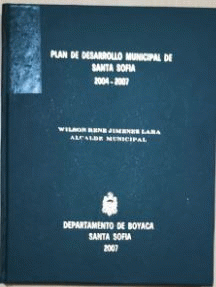 PLAN DE DESARROLLO MUNICIPAL DE
SANTA SOFIA
2004-2007
WILSON RENE JIMENES LARA
ALCALDE MUNICIPAL
DEPARTAMENTO DE BOYACA
SANTA SOFIA
2007